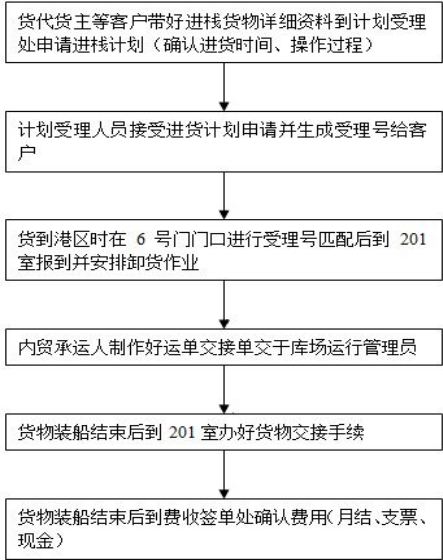 货代货主等客户带好进栈货物详细资料到计划受理
处申请进栈计划（确认进货时间、操作过程）
计划受理人员接受进货计划申请并生成受理号给客
户
货到港区时在 6 号门门口进行受理号匹配后到 201
室报到并安排卸货作业
内贸承运人制作好运单交接单交于库场运行管理员
货物装船结束后到 201 室办好货物交接手续
货物装船结束后到费收签单处确认费用（月结、支票、
现金）